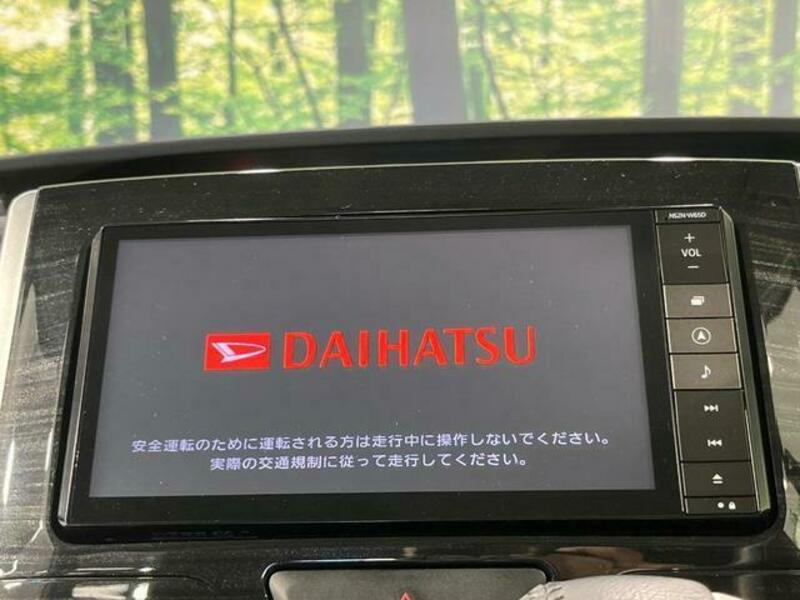 NSZN-W65D
+
VOL
−
DAIHATSU
安全運転のために運転される方は走行中に操作しないでください。
実際の交通規制に従って走行してください。